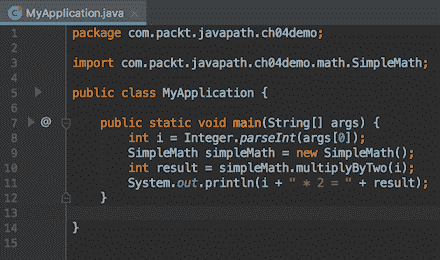 MyApplication.java
1 package com.packt.javapath.ch04demo;
2
3 import com.packt.javapath.ch04demo.math.SimpleMath;
4
5 public class MyApplication {
6
7 @ public static void main(String[] args) {
8 int i = Integer.parseInt(args[0]);
9 SimpleMath simpleMath = new SimpleMath();
10 int result = simpleMath.multiplyByTwo(i);
11 System.out.println(i + " * 2 = " + result);
12 }
13
14 }
15